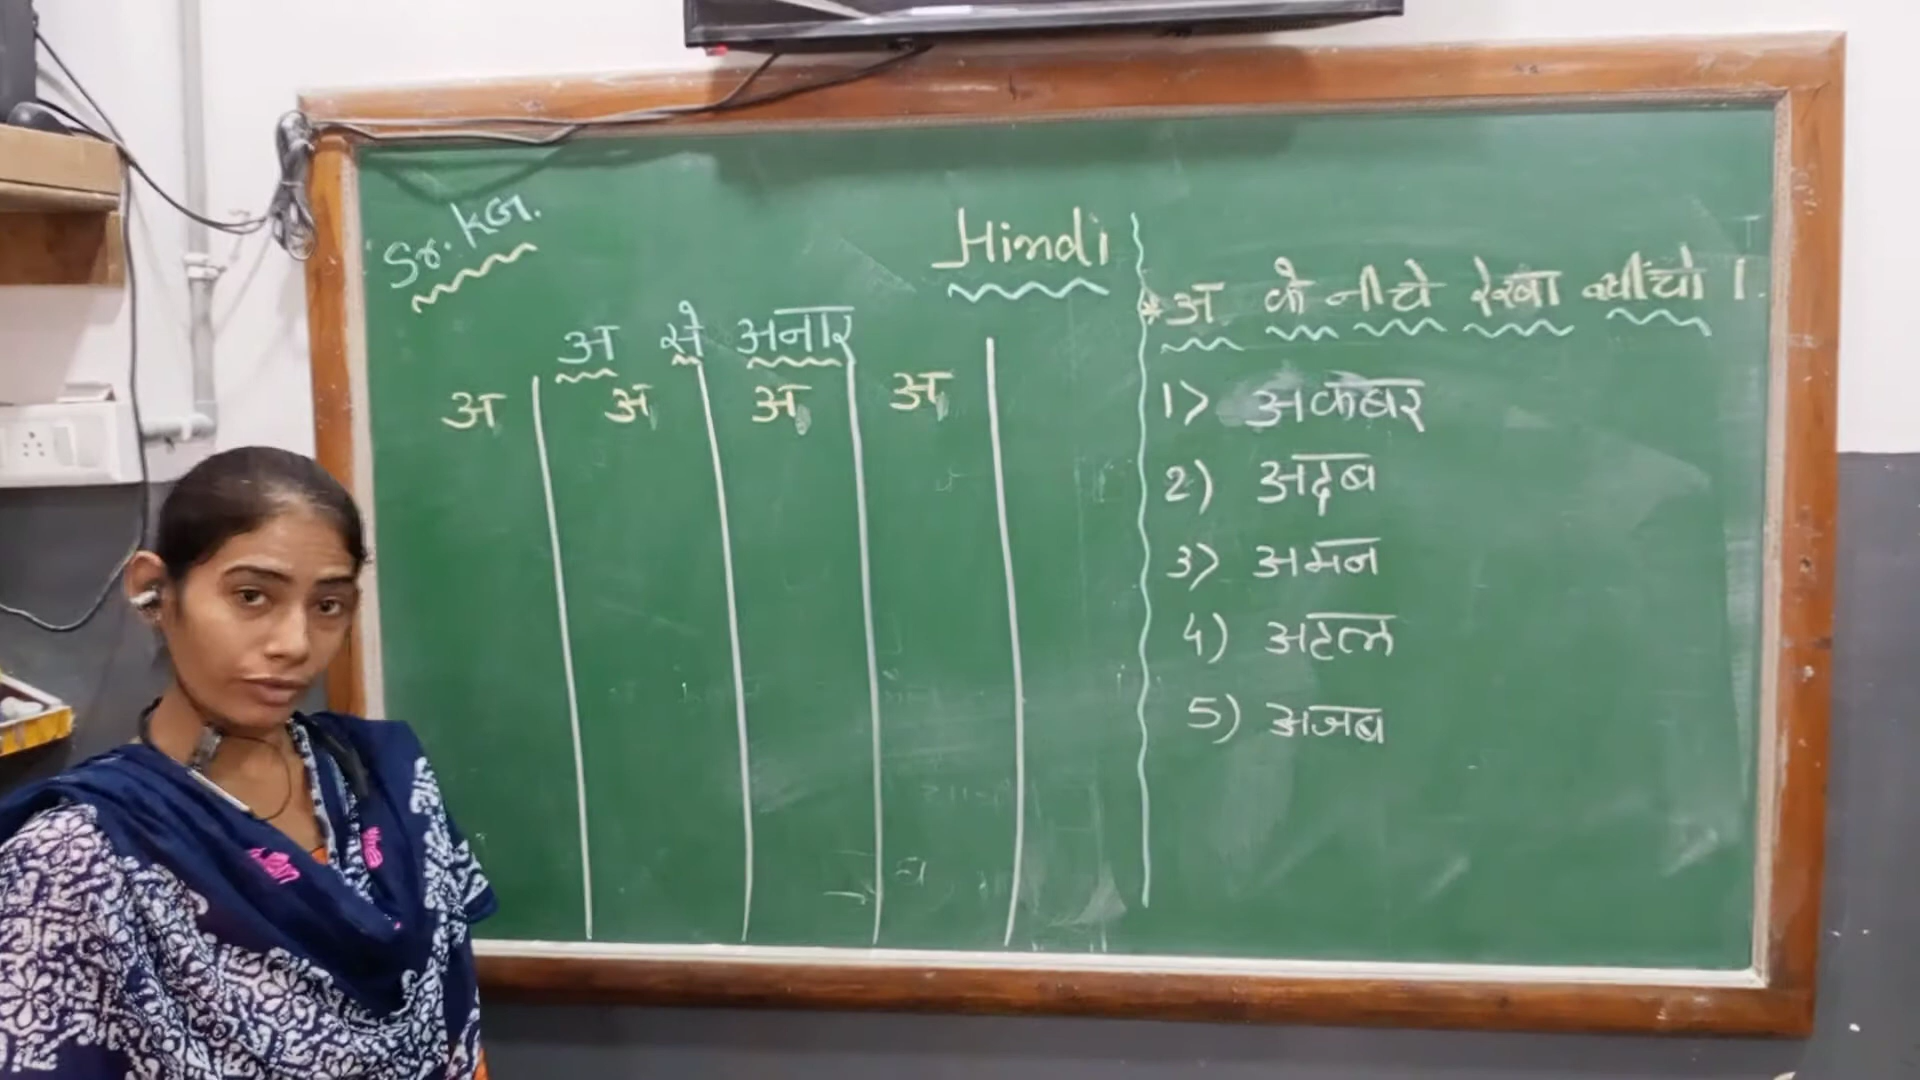 Sr. KG.
Hindi
अ से अनार
अ अ अ अ
*अ के नीचे रेखा खींचो ।
1> अकबर
2) अदब
3> अमन
4) अटल
5) अजब